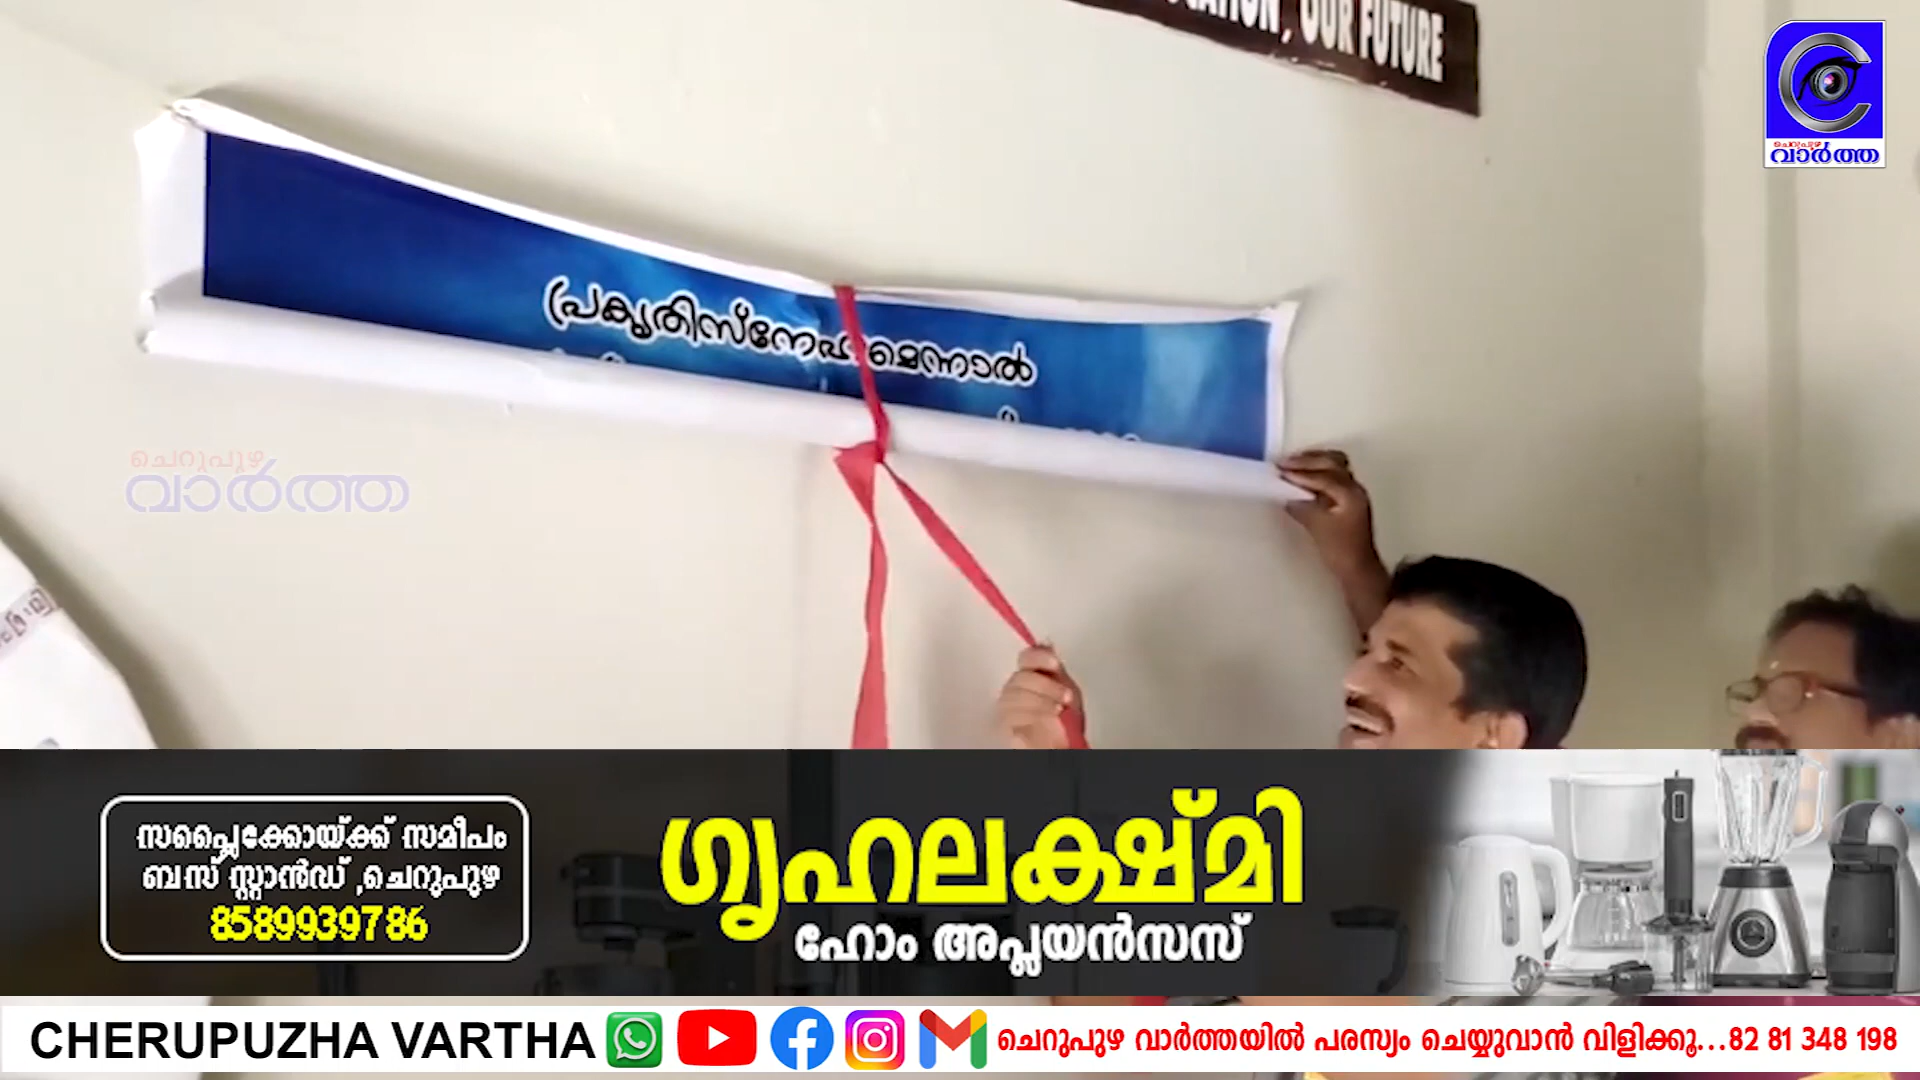 OUR FUTURE
ചെറുപുഴ
വാർത്ത
പ്രകൃതിസ്നേഹമെന്നാൽ
ചെറുപുഴ
വാർത്ത
സപ്ലൈക്കോയ്ക്ക് സമീപം
ബസ് സ്റ്റാൻഡ് ,ചെറുപുഴ
8589939786
ഗൃഹലക്ഷ്മി
ഹോം അപ്ലയൻസസ്
CHERUPUZHA VARTHA
ചെറുപുഴ വാർത്തയിൽ പരസ്യം ചെയ്യുവാൻ വിളിക്കൂ...82 81 348 198